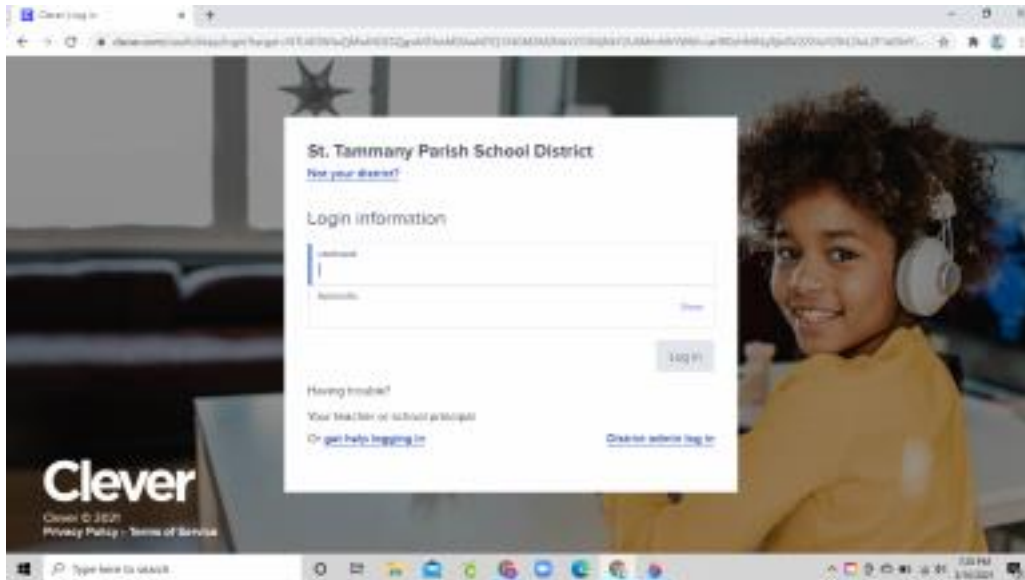 Clever | Log in
St. Tammany Parish School District
Not your district?
Login information
Username
Password
Show
Log in
Having trouble?
Your teacher or school principal
Or get help logging in
District admin log in
Clever
Clever © 2021
Privacy Policy - Terms of Service
Type here to search